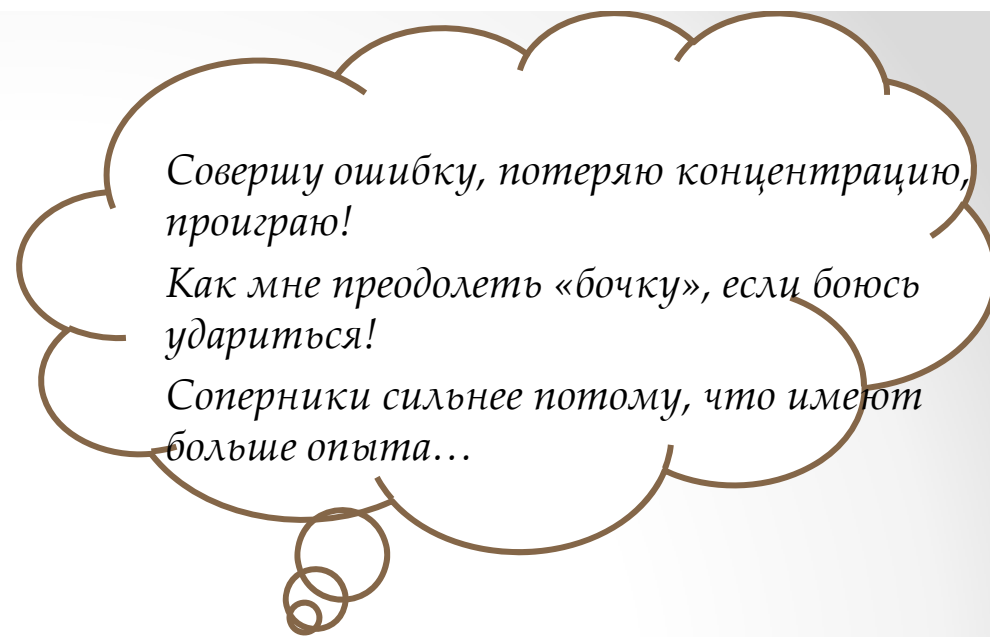 Совершу ошибку, потеряю концентрацию,
проиграю!
Как мне преодолеть «бочку», если боюсь
удариться!
Соперники сильнее потому, что имеют
больше опыта…